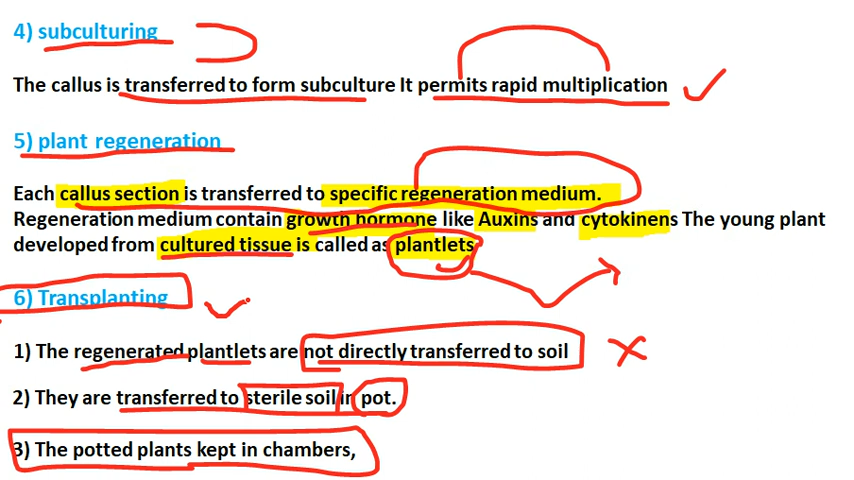 4) subculturing
The callus is transferred to form subculture It permits rapid multiplication
5) plant regeneration
Each callus section is transferred to specific regeneration medium.
Regeneration medium contain growth hormone like Auxins and cytokinens The young plant
developed from cultured tissue is called as plantlets
6) Transplanting
1) The regenerated plantlets are not directly transferred to soil
2) They are transferred to sterile soil in pot.
3) The potted plants kept in chambers,